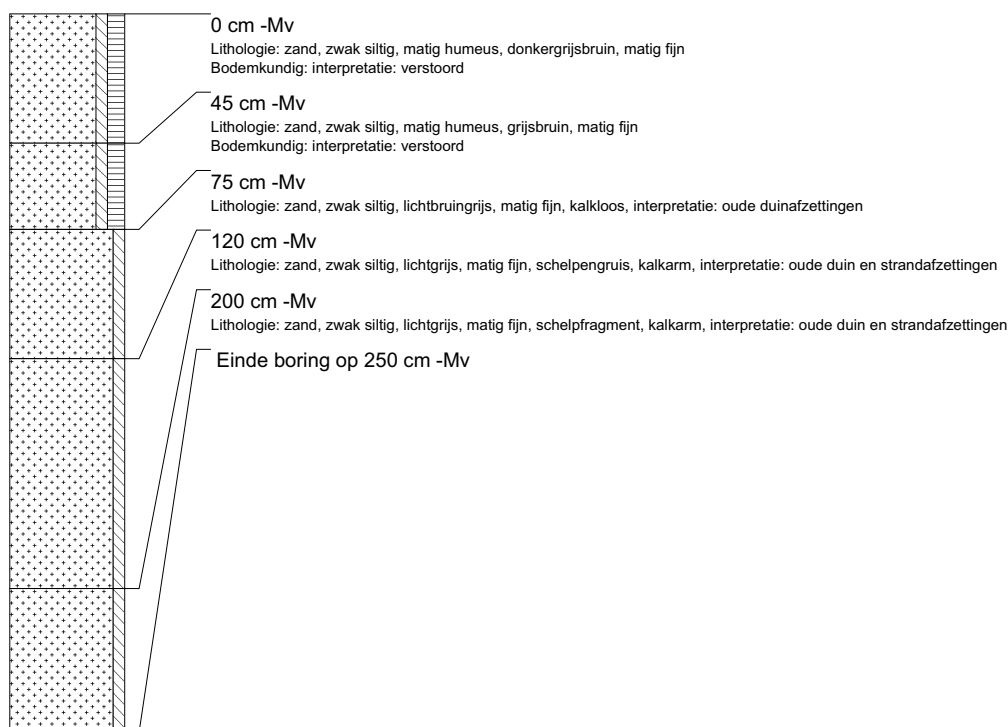 0 cm -Mv
Lithologie: zand, zwak siltig, matig humeus, donkergrijsbruin, matig fijn
Bodemkundig: interpretatie: verstoord
45 cm -Mv
Lithologie: zand, zwak siltig, matig humeus, grijsbruin, matig fijn
Bodemkundig: interpretatie: verstoord
75 cm -Mv
Lithologie: zand, zwak siltig, lichtbruingrijs, matig fijn, kalkloos, interpretatie: oude duinafzettingen
120 cm -Mv
Lithologie: zand, zwak siltig, lichtgrijs, matig fijn, schelpengruis, kalkarm, interpretatie: oude duin en strandafzettingen
200 cm -Mv
Lithologie: zand, zwak siltig, lichtgrijs, matig fijn, schelpfragment, kalkarm, interpretatie: oude duin en strandafzettingen
Einde boring op 250 cm -Mv